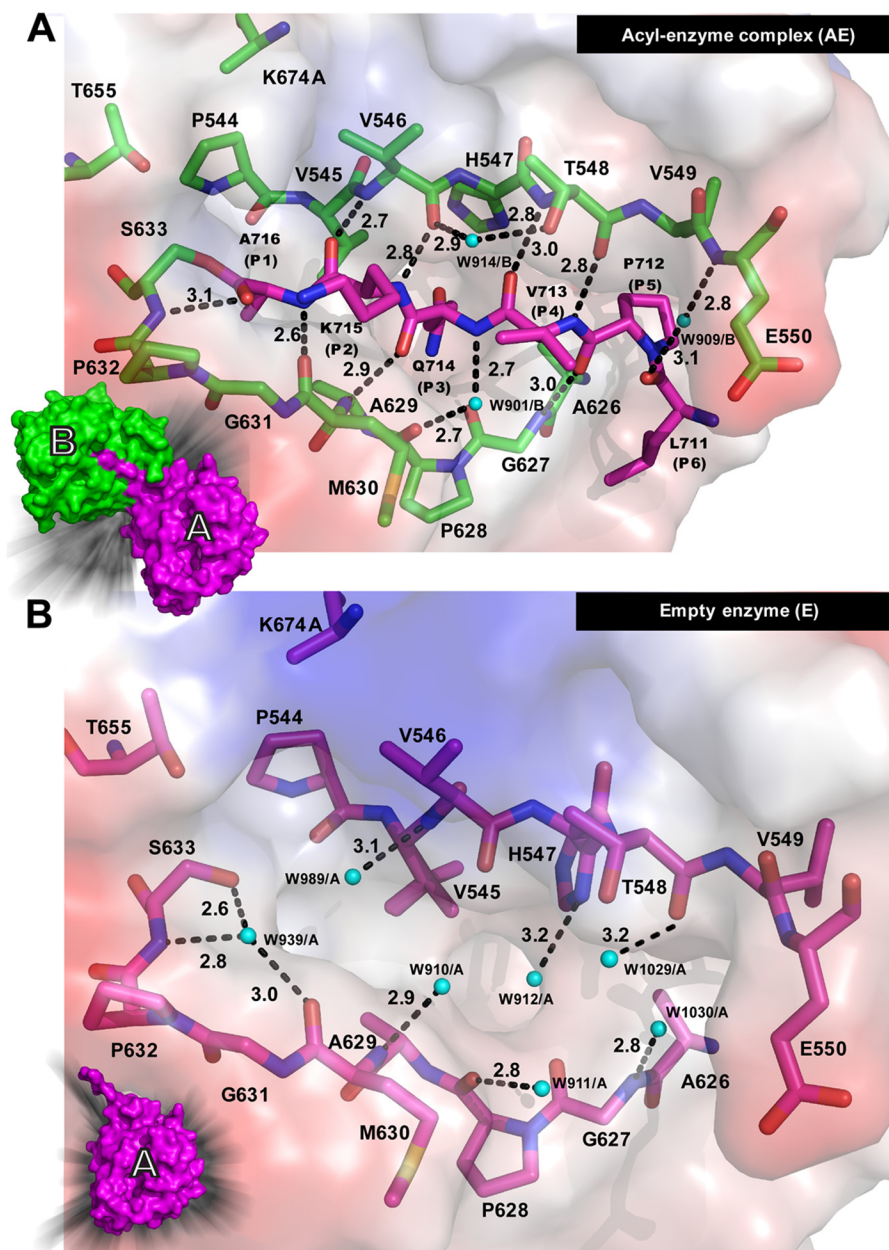 A
Acyl-enzyme complex (AE)
K674A
T655
P544
V546
H547
T548
V545
V549
S633
2.7
2.8
2.9
2.8
W914/B
3.0
A716
(P1)
2.8
P712
(P5)
3.1
V713
(P4)
2.8
K715
(P2)
2.6
W909/B
Q714
(P3)
2.7
3.1
E550
P632
2.9
3.0
A629
W901/B
A626
G631
2.7
L711
(P6)
B
G627
M630
A
P628
B
Empty enzyme (E)
K674A
T655
P544
V546
S633
3.1
H547
V549
W989/A
V545
T548
2.6
W939/A
3.2
3.2
2.8
W910/A
W1029/A
3.0
2.9
W912/A
W1030/A
A629
P632
2.8
E550
2.8
A626
G631
W911/A
M630
G627
A
P628